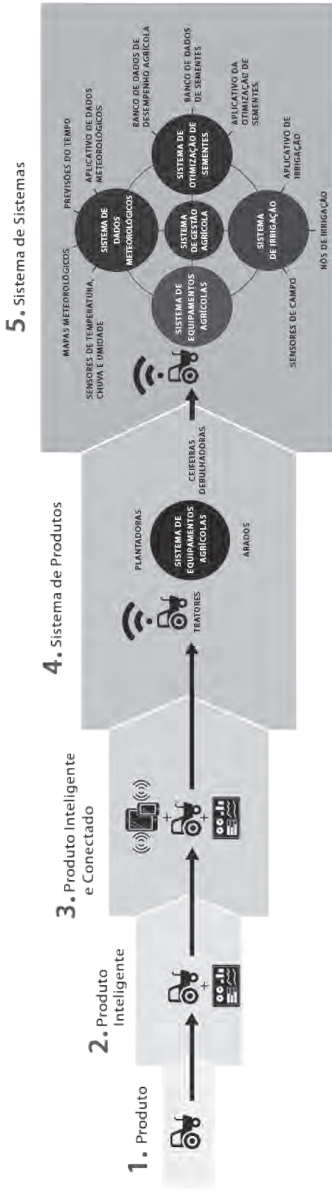 1. Produto
2. Produto
Inteligente
3. Produto Inteligente
e Conectado
4. Sistema de Produtos
PLANTADORAS
TRATORES
SISTEMA DE
EQUIPAMENTOS
AGRÍCOLAS
CEIFEIRAS
DEBULHADORAS
ARADOS
5. Sistema de Sistemas
PREVISÕES DO TEMPO
MAPAS METEOROLÓGICOS
APLICATIVO DE DADOS
METEOROLÓGICOS
SENSORES DE TEMPERATURA,
CHUVA E UMIDADE
SISTEMA DE
DADOS
METEOROLÓGICOS
BANCO DE DADOS DE
DESEMPENHO AGRÍCOLA
BANCO DE DADOS
DE SEMENTES
SISTEMA DE
EQUIPAMENTOS
AGRÍCOLAS
SISTEMA
DE GESTÃO
AGRÍCOLA
SISTEMA DE
OTIMIZAÇÃO DE
SEMENTES
APLICATIVO DA
OTIMIZAÇÃO DE
SEMENTES
SISTEMA
DE IRRIGAÇÃO
APLICATIVO DE
IRRIGAÇÃO
SENSORES DE CAMPO
NÓS DE IRRIGAÇÃO